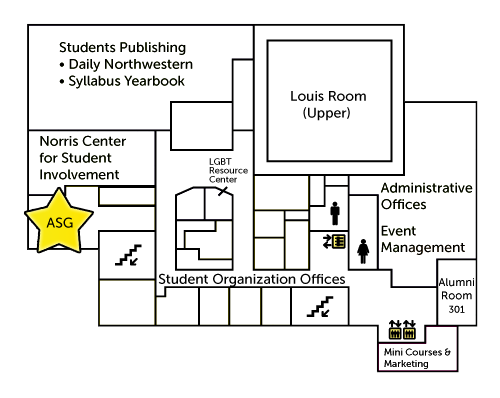 Students Publishing
• Daily Northwestern
• Syllabus Yearbook
Louis Room
(Upper)
Norris Center
for Student
Involvement
LGBT
Resource
Center
ASG
Administrative
Offices
Event
Management
Student Organization Offices
Alumni
Room
301
Mini Courses &
Marketing